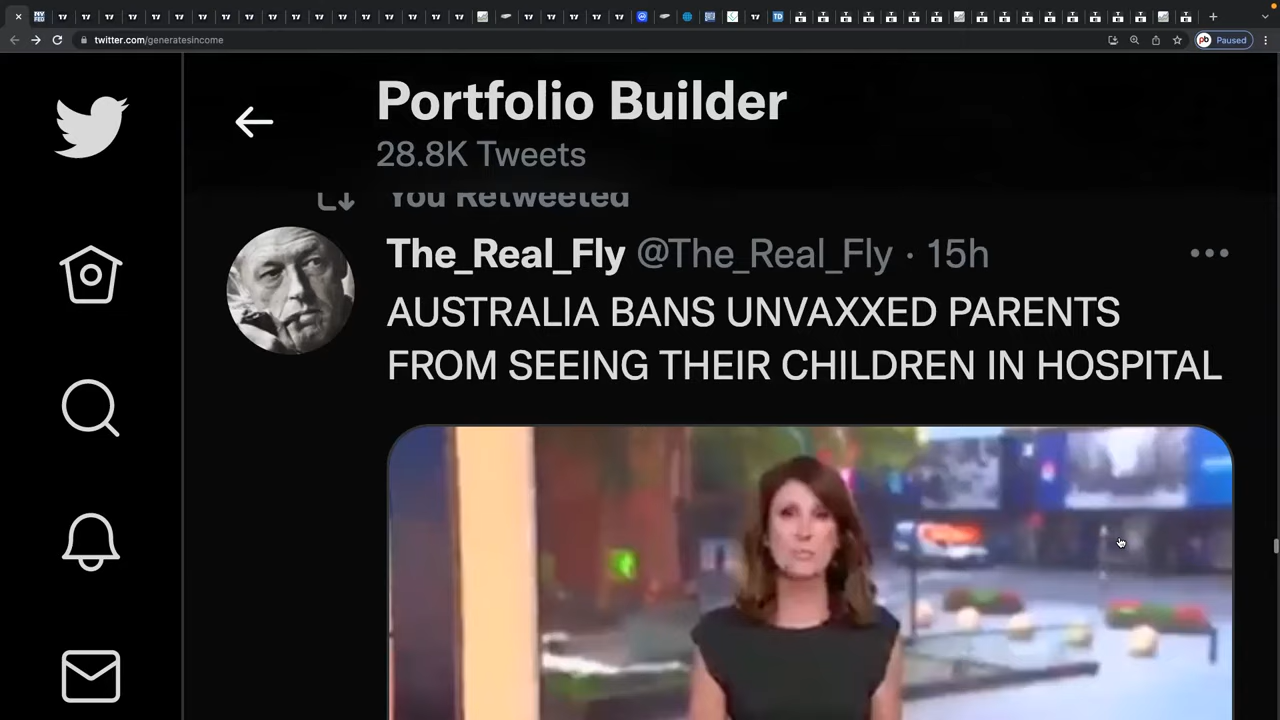 twitter.com/generatesincome
Paused
Portfolio Builder
28.8K Tweets
You Retweeted
The_Real_Fly @The_Real_Fly · 15h
AUSTRALIA BANS UNVAXXED PARENTS
FROM SEEING THEIR CHILDREN IN HOSPITAL